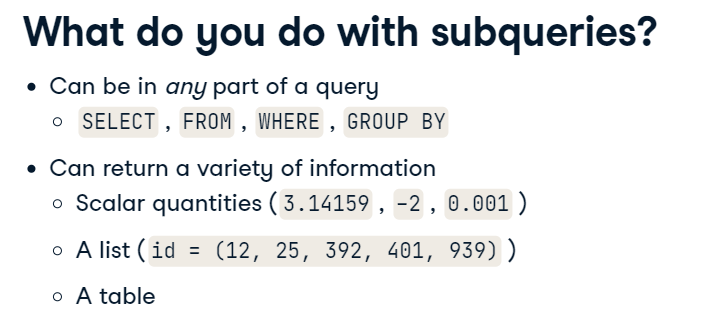 What do you do with subqueries?
• Can be in any part of a query
○ SELECT , FROM , WHERE , GROUP BY
• Can return a variety of information
○ Scalar quantities ( 3.14159 , -2 , 0.001 )
○ A list ( id = (12, 25, 392, 401, 939) )
○ A table